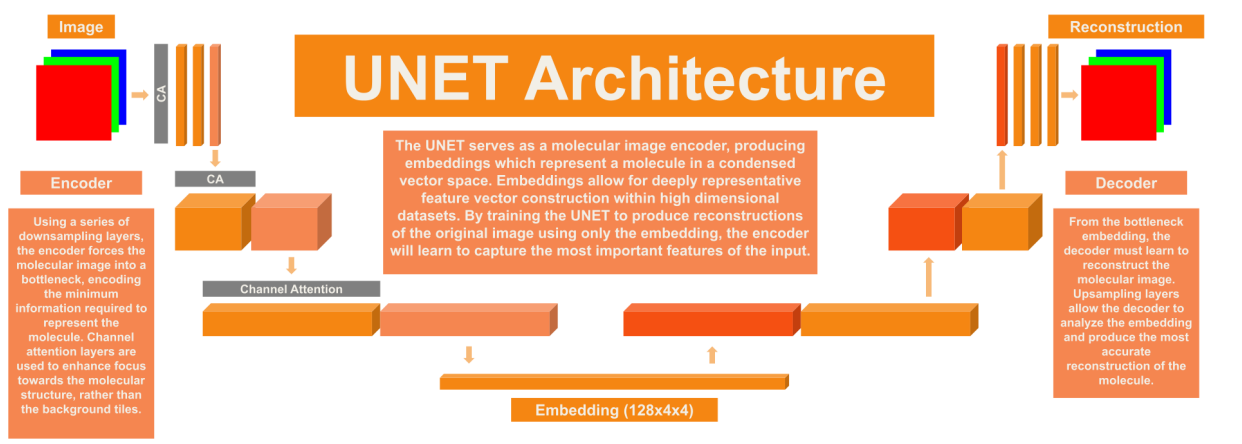 Image
Reconstruction
UNET Architecture
CA
The UNET serves as a molecular image encoder, producing
embeddings which represent a molecule in a condensed
vector space. Embeddings allow for deeply representative
feature vector construction within high dimensional
datasets. By training the UNET to produce reconstructions
of the original image using only the embedding, the encoder
will learn to capture the most important features of the input.
Encoder
CA
Decoder
Using a series of
downsampling layers,
the encoder forces the
molecular image into a
bottleneck, encoding
the minimum
information required to
represent the
molecule. Channel
attention layers are
used to enhance focus
towards the molecular
structure, rather than
the background tiles.
Channel Attention
From the bottleneck
embedding, the
decoder must learn to
reconstruct the
molecular image.
Upsampling layers
allow the decoder to
analyze the embedding
and produce the most
accurate
reconstruction of the
molecule.
Embedding (128x4x4)